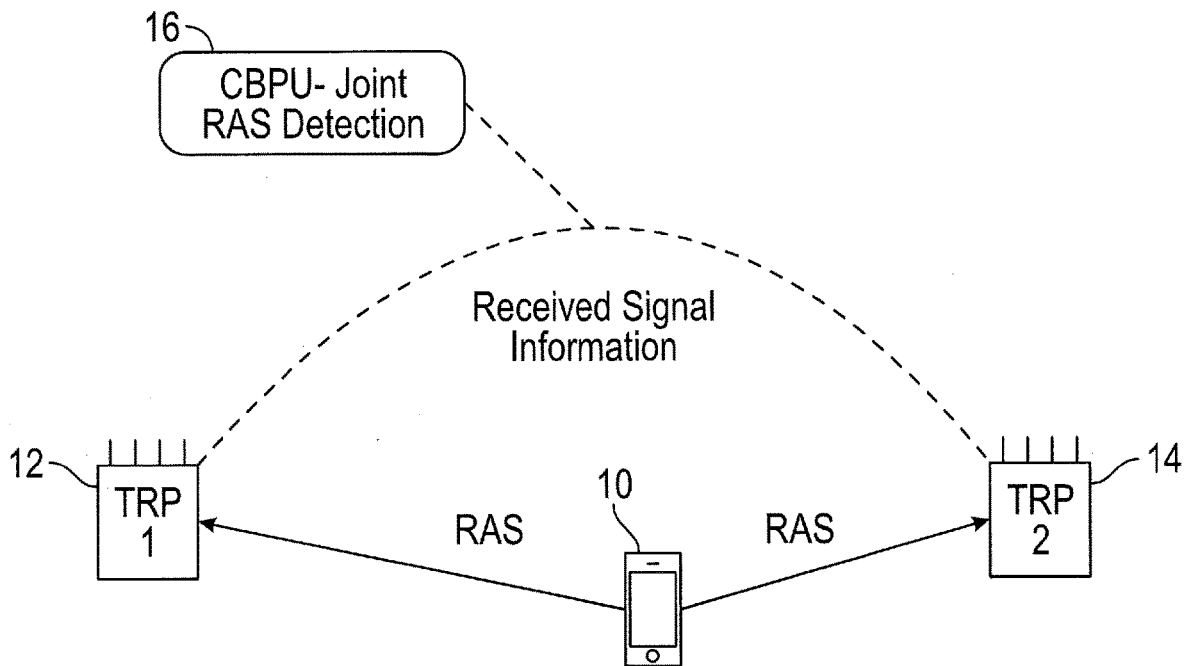 16
CBPU- Joint
RAS Detection
Received Signal
Information
12
TRP
1
RAS
10
RAS
TRP
2
14